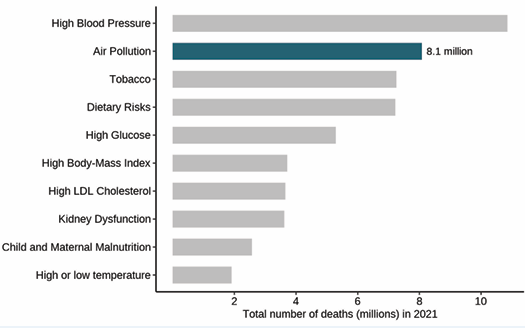 High Blood Pressure
Air Pollution
8.1 million
Tobacco
Dietary Risks
High Glucose
High Body-Mass Index
High LDL Cholesterol
Kidney Dysfunction
Child and Maternal Malnutrition
High or low temperature
2 4 6 8 10
Total number of deaths (millions) in 2021